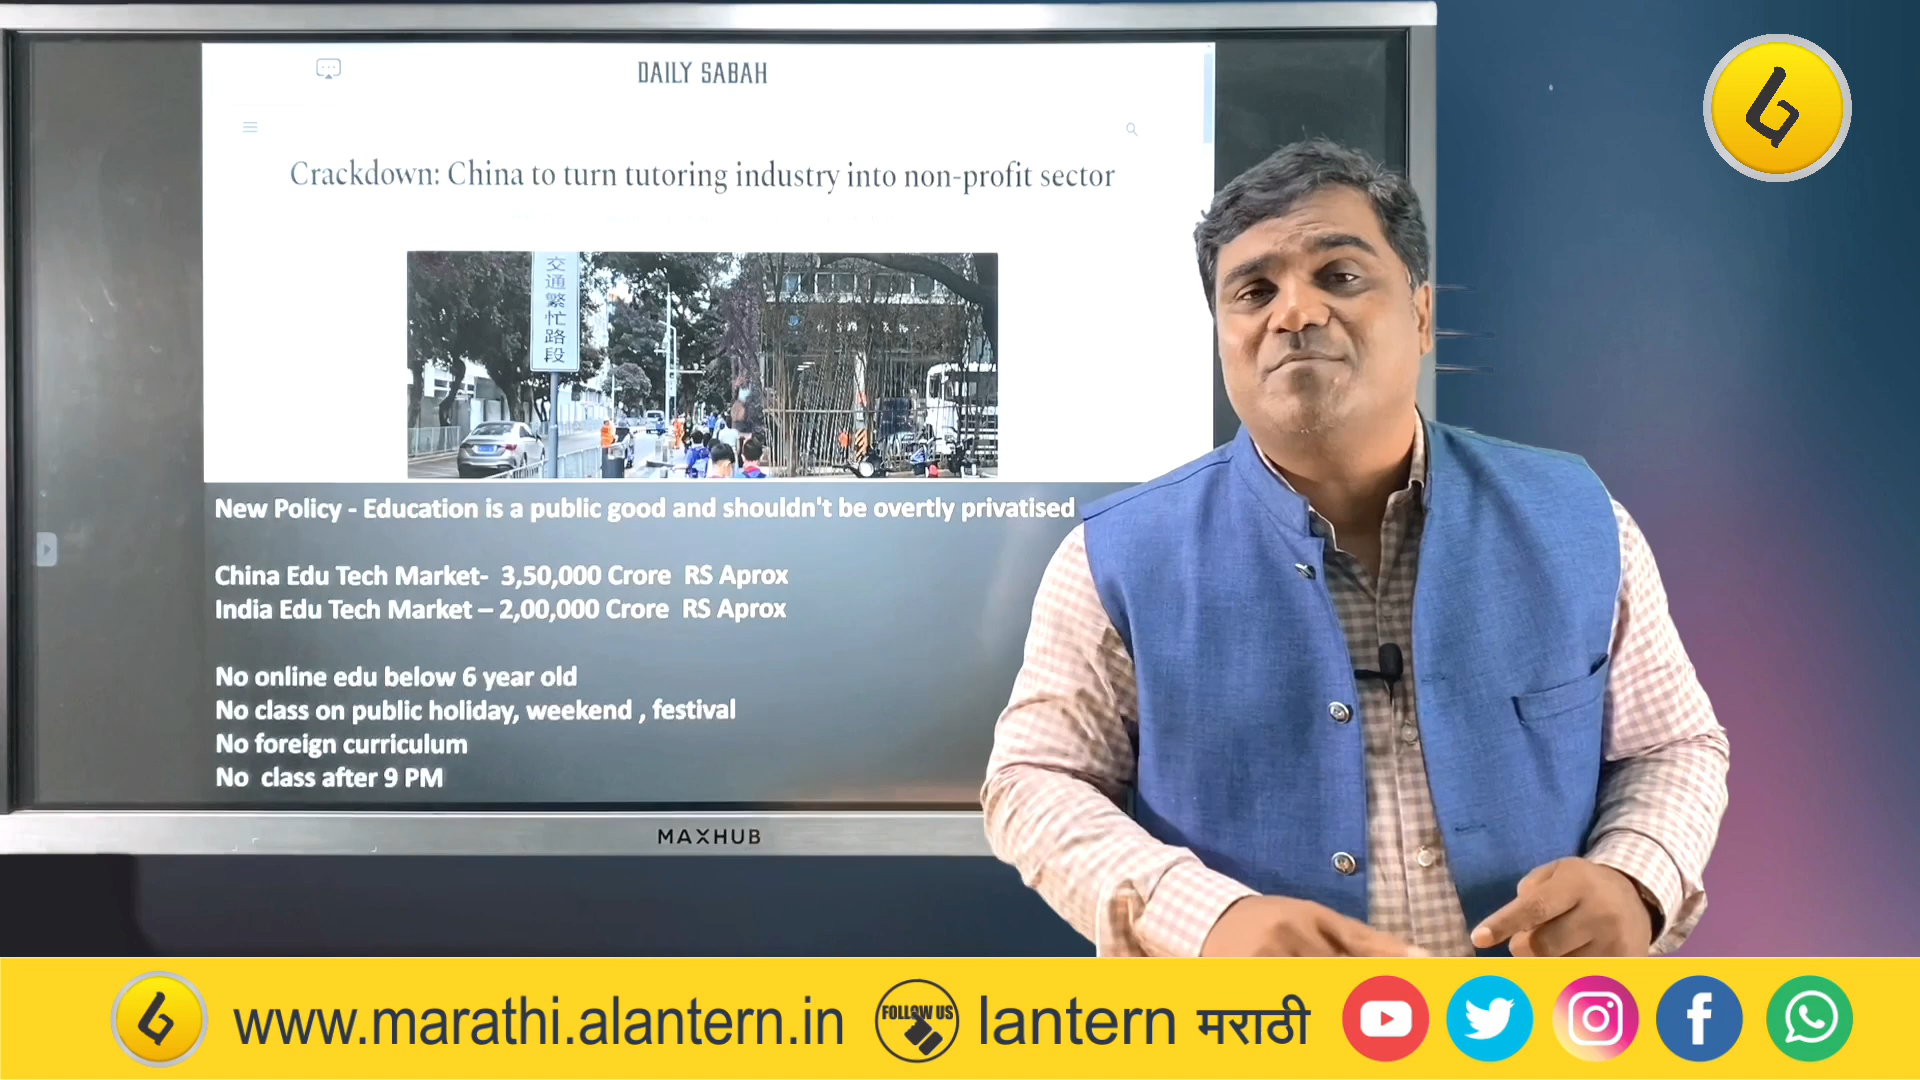 DAILY SABAH
Crackdown: China to turn tutoring industry into non-profit sector
交通繁忙路段
New Policy - Education is a public good and shouldn't be overtly privatised
China Edu Tech Market- 3,50,000 Crore RS Aprox
India Edu Tech Market – 2,00,000 Crore RS Aprox
No online edu below 6 year old
No class on public holiday, weekend , festival
No foreign curriculum
No class after 9 PM
MAXHUB
www.marathi.alantern.in
FOLLOW US
lantern मराठी